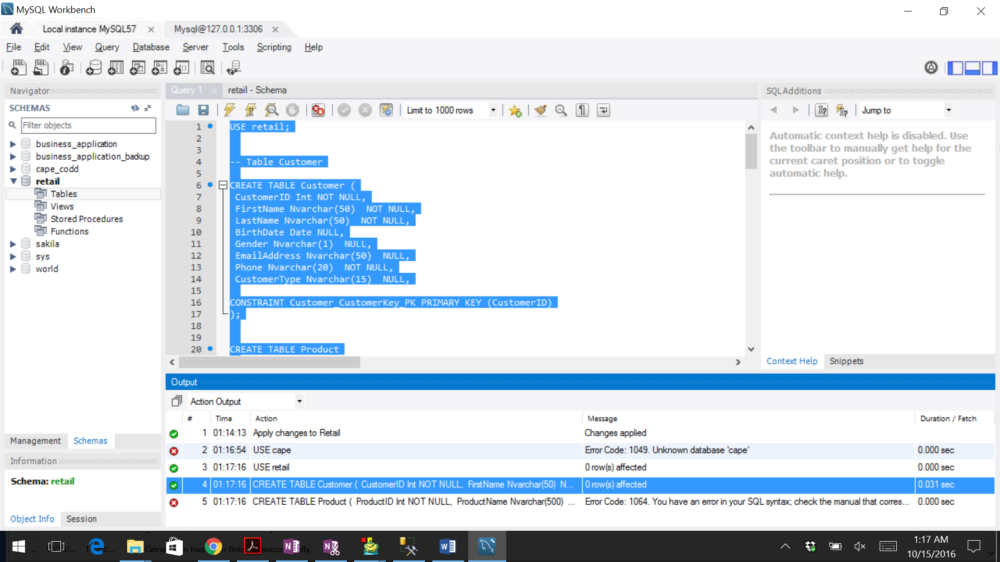 MySQL Workbench
Local instance MySQL57
Mysql@127.0.0.1:3306
File Edit View Query Database Server Tools Scripting Help
Navigator
SCHEMAS
Filter objects
business_application
business_application_backup
cape_codd
retail
Tables
Views
Stored Procedures
Functions
sakila
sys
world
Management Schemas
Information
Schema: retail
Object Info Session
Query 1 retail - Schema
Limit to 1000 rows
1 USE retail;
2
3
4 -- Table Customer
5
6 CREATE TABLE Customer (
7 CustomerID Int NOT NULL,
8 FirstName Nvarchar(50) NOT NULL,
9 LastName Nvarchar(50) NOT NULL,
10 BirthDate Date NULL,
11 Gender Nvarchar(1) NULL,
12 EmailAddress Nvarchar(50) NULL,
13 Phone Nvarchar(20) NOT NULL,
14 CustomerType Nvarchar(15) NULL,
15
16 CONSTRAINT Customer_CustomerKey_PK PRIMARY KEY (CustomerID)
17 );
18
19
20 CREATE TABLE Product
SQLAdditions
Jump to
Automatic context help is disabled. Use
the toolbar to manually get help for the
current caret position or to toggle
automatic help.
Context Help Snippets
Output
Action Output
# Time Action Message Duration / Fetch
1 01:14:13 Apply changes to Retail Changes applied
2 01:16:54 USE cape Error Code: 1049. Unknown database 'cape' 0.000 sec
3 01:17:16 USE retail 0 row(s) affected 0.000 sec
4 01:17:16 CREATE TABLE Customer ( CustomerID Int NOT NULL, FirstName Nvarchar(50) N... 0 row(s) affected 0.031 sec
5 01:17:16 CREATE TABLE Product ( ProductID Int NOT NULL, ProductName Nvarchar(500) ... Error Code: 1064. You have an error in your SQL syntax; check the manual that corres... 0.000 sec
1:17 AM
10/15/2016